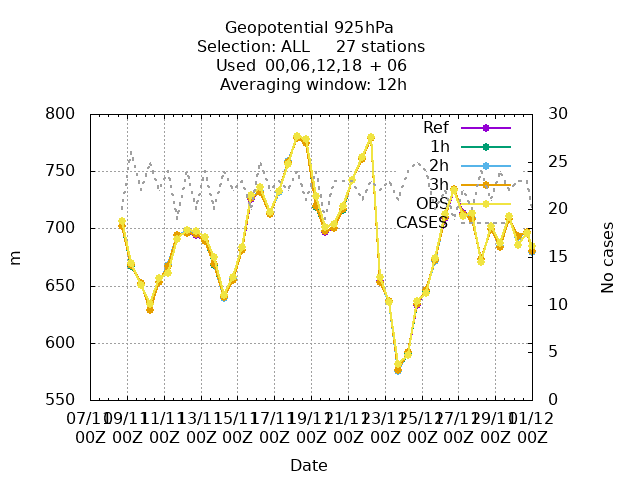 Geopotential 925hPa
Selection: ALL 27 stations
Used 00,06,12,18 + 06
Averaging window: 12h
800
750
700
650
600
550
30
25
20
15
10
5
0
m
No cases
Ref
1h
2h
3h
OBS
CASES
07/11 09/11 11/11 13/11 15/11 17/11 19/11 21/11 23/11 25/11 27/11 29/11 01/12
00Z 00Z 00Z 00Z 00Z 00Z 00Z 00Z 00Z 00Z 00Z 00Z 00Z
Date